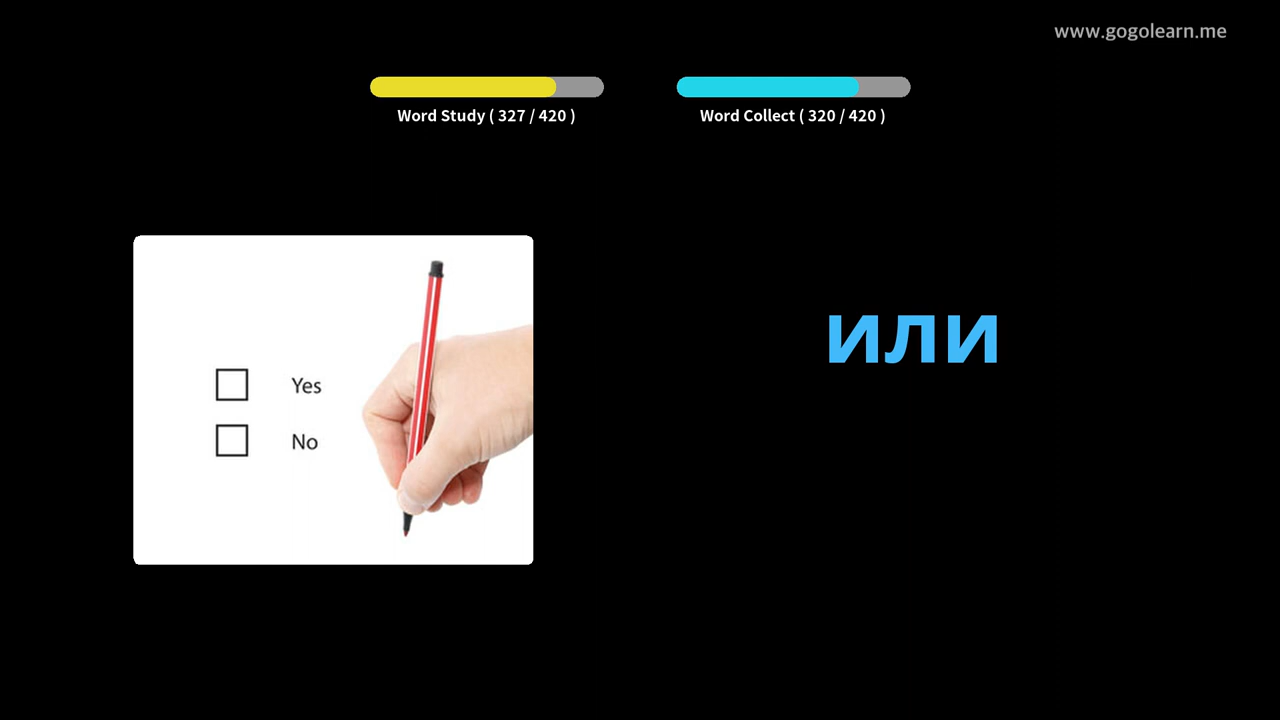 www.gogolearn.me
Word Study ( 327 / 420 )
Word Collect ( 320 / 420 )
или
Yes
No